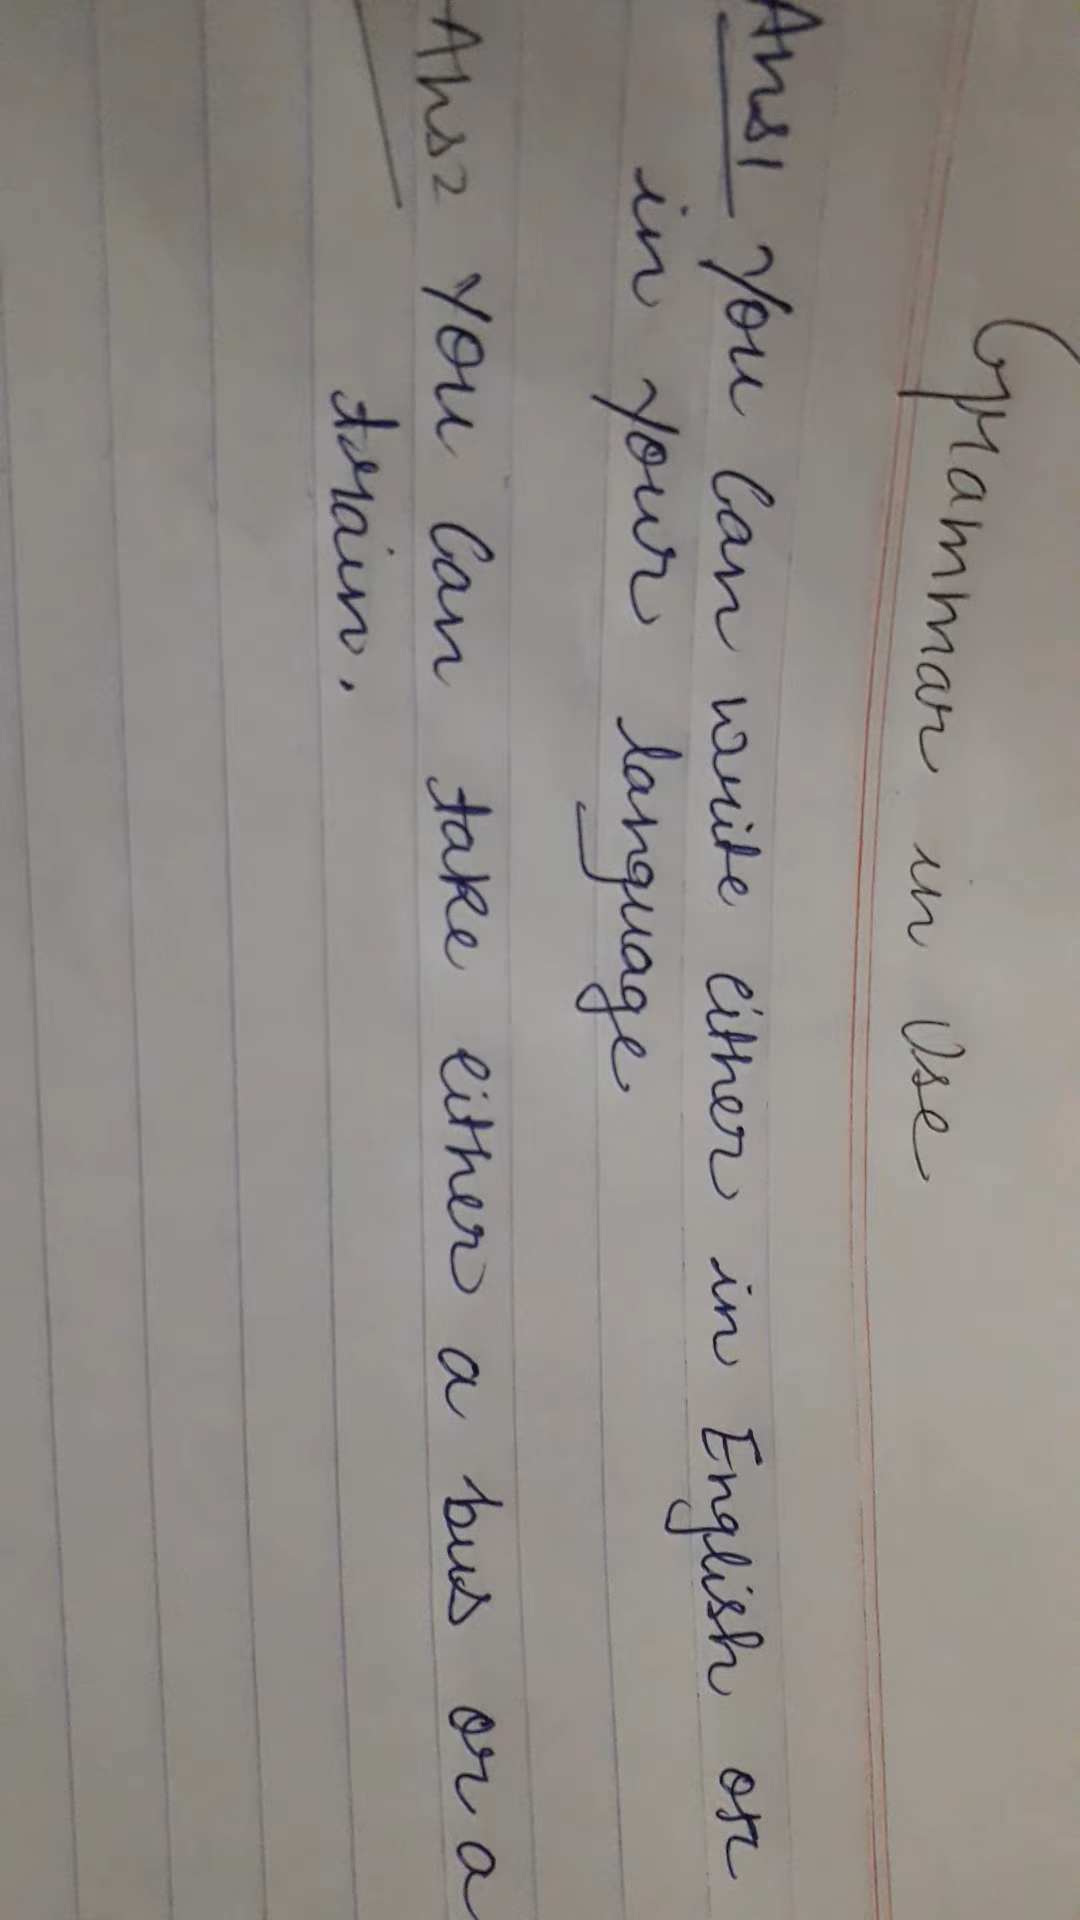 Grammar in Use
Ans1 You Can write either in English or
in your language
Ans2 You Can take either a bus or a
train.